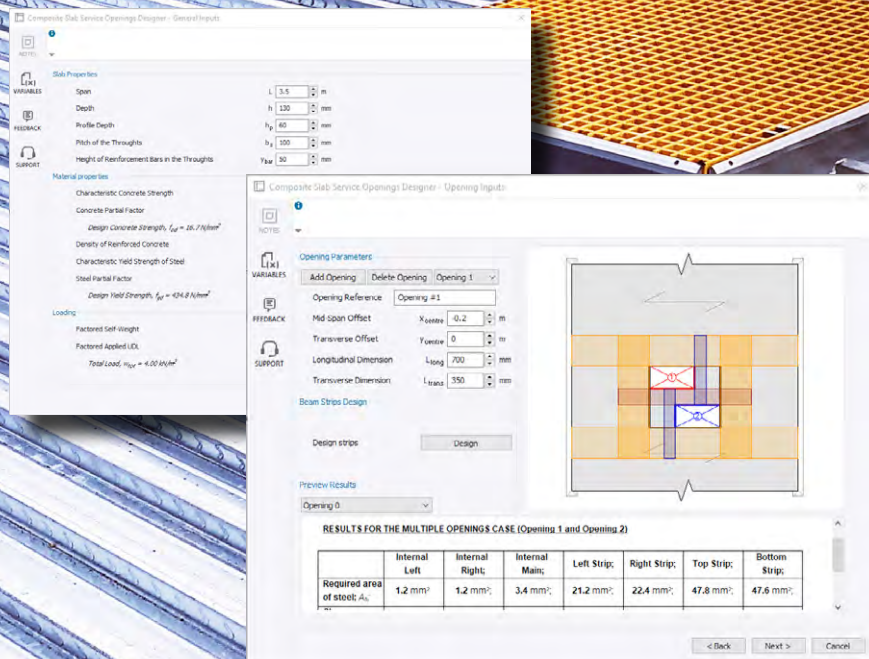 Composite Slab Service Openings Designer - General Inputs
NOTES
L(x)
VARIABLES
FEEDBACK
SUPPORT
Slab Properties
Span L 3.5 m
Depth h 130 mm
Profile Depth hp 60 mm
Pitch of the Throughts bs 100 mm
Height of Reinforcement Bars in the Throughts ybar 50 mm
Material properties
Characteristic Concrete Strength
Concrete Partial Factor
Design Concrete Strength, fcd = 16.7 N/mm²
Density of Reinforced Concrete
Characteristic Yield Strength of Steel
Steel Partial Factor
Design Yield Strength, fyd = 434.8 N/mm²
Loading
Factored Self-Weight
Factored Applied UDL
Total Load, = 4.00 kN/m²
Composite Slab Service Openings Designer - Opening Inputs
NOTES
L(x)
VARIABLES
FEEDBACK
SUPPORT
Opening Parameters
Add Opening Delete Opening Opening 1
Opening Reference Opening #1
Mid-Span Offset xcentre -0.2 m
Transverse Offset ycentre 0 m
Longitudinal Dimension Llong 700 mm
Transverse Dimension Ltrans 350 mm
Beam Strips Design
Design strips Design
Preview Results
Opening 0
1
2
RESULTS FOR THE MULTIPLE OPENINGS CASE (Opening 1 and Opening 2)
Internal Left Internal Right; Internal Main; Left Strip; Right Strip; Top Strip; Bottom Strip;
Required area of steel; As; 1.2 mm² 1.2 mm²; 3.4 mm²; 21.2 mm²; 22.4 mm²; 47.8 mm²; 47.6 mm²;
< Back Next > Cancel